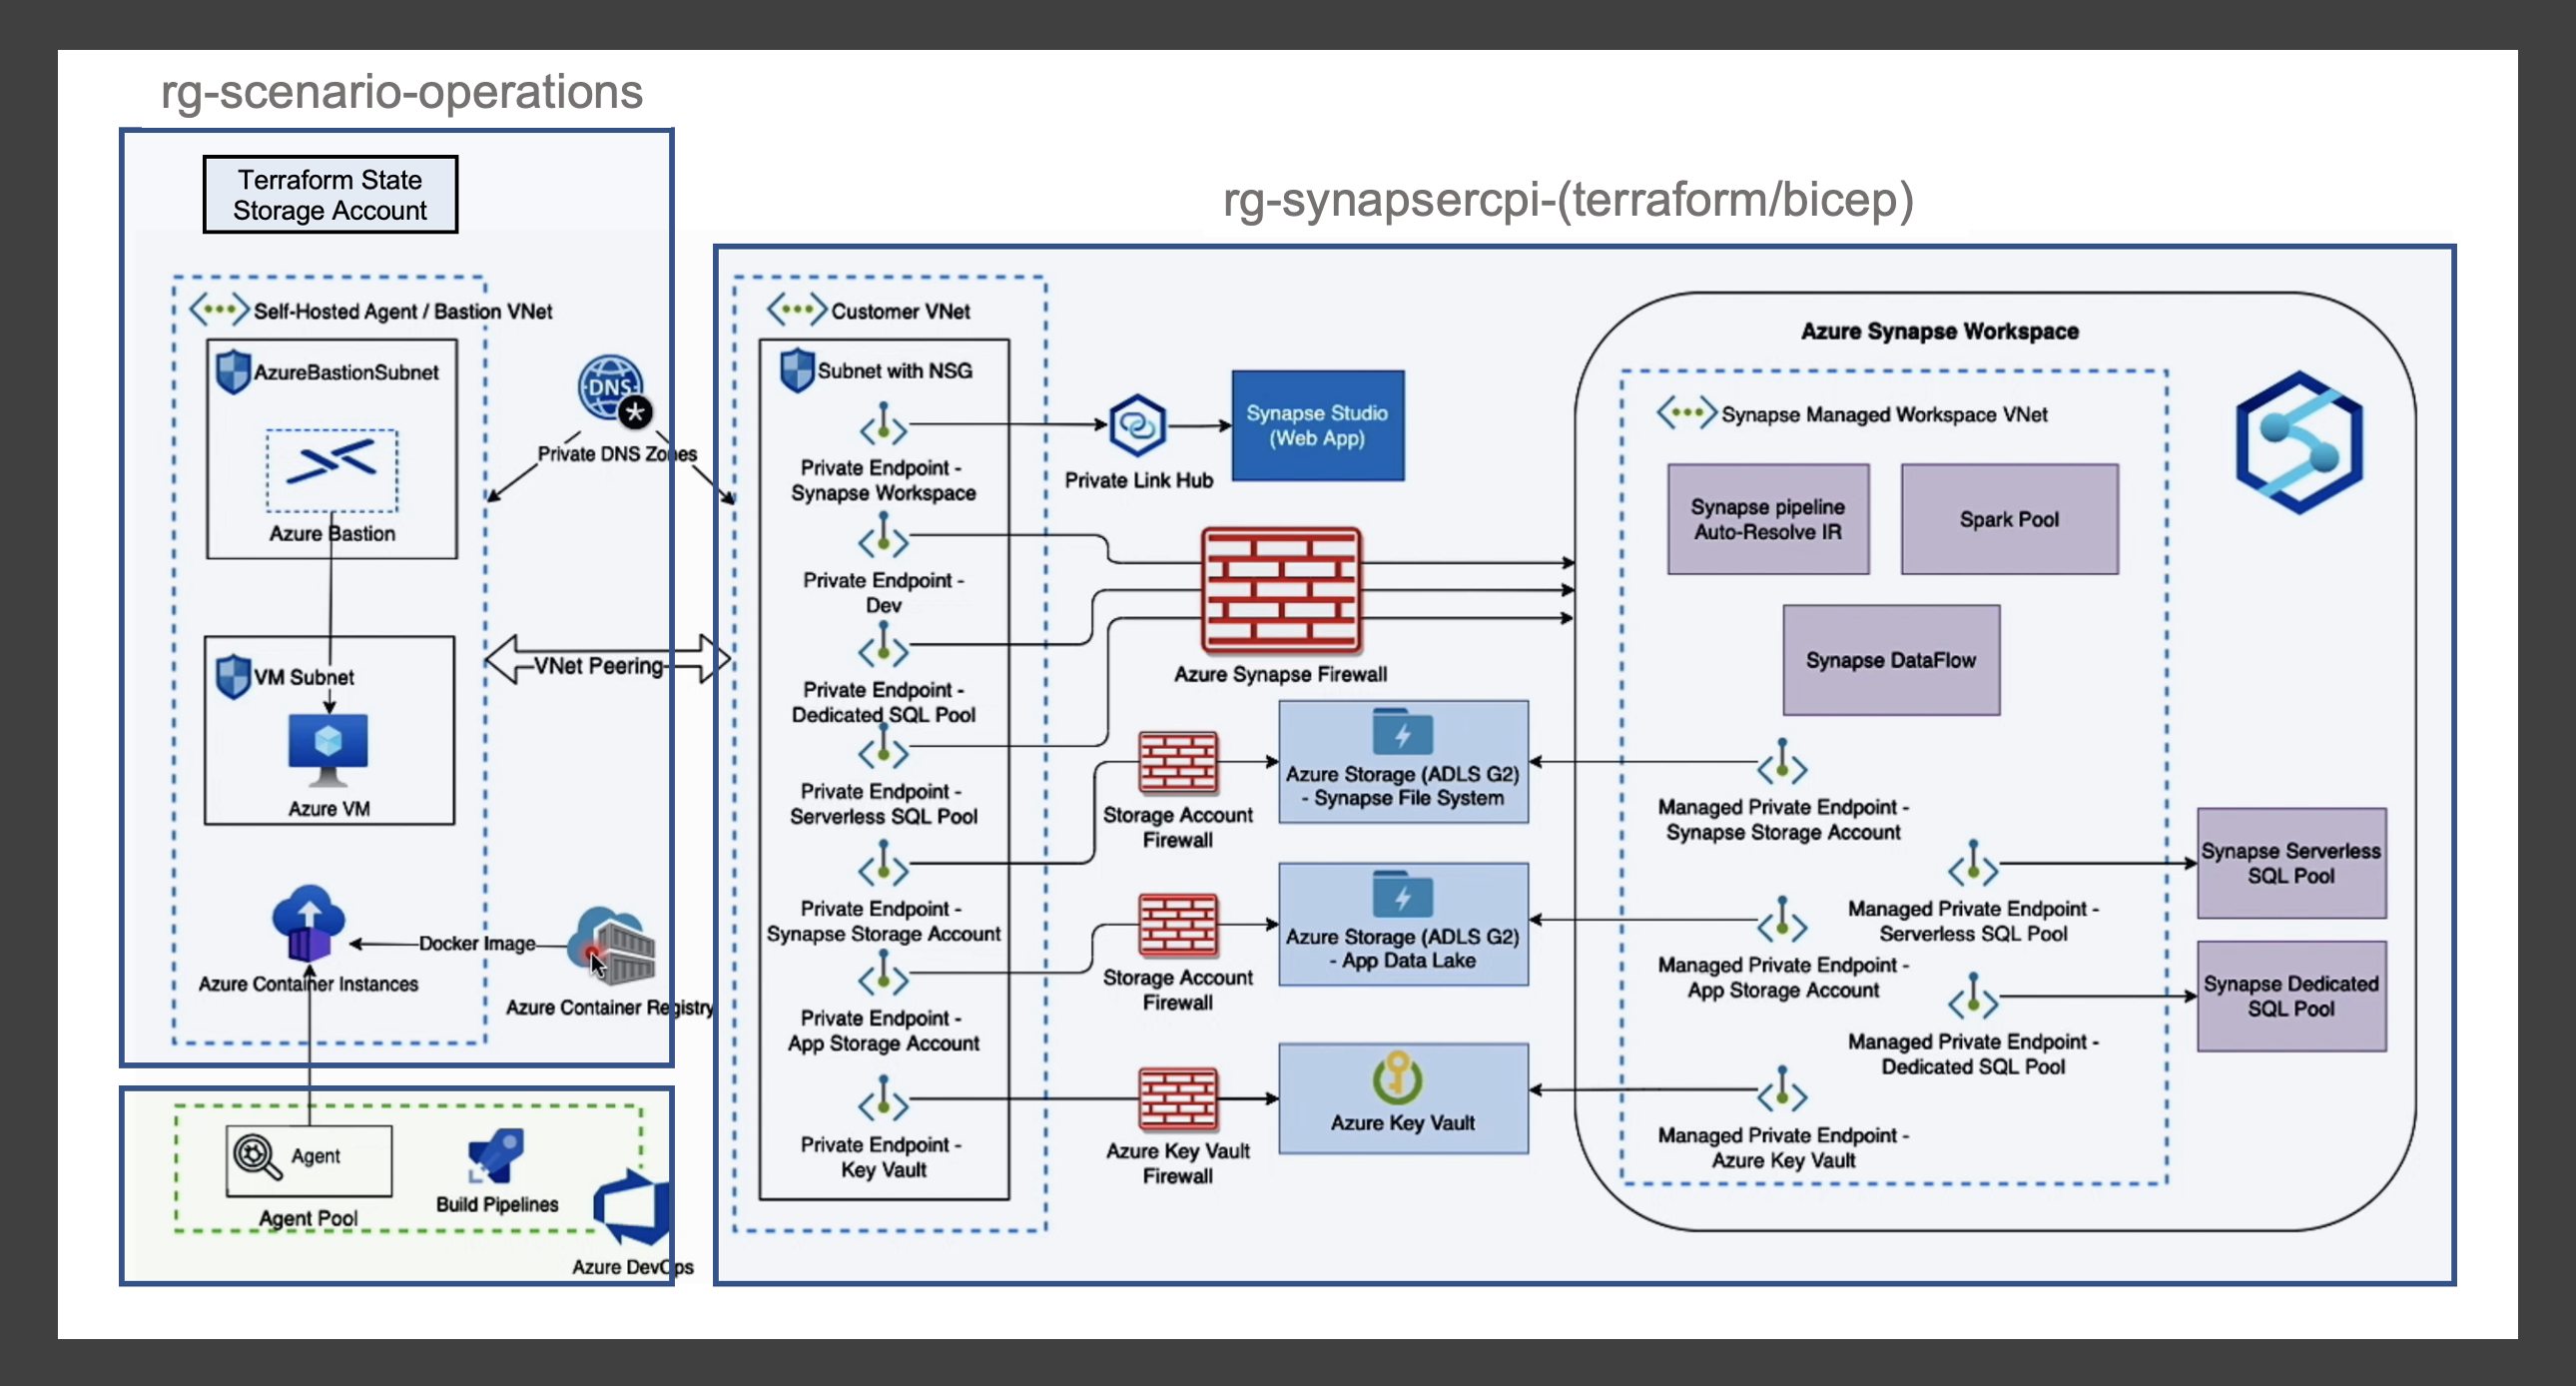 rg-scenario-operations
Terraform State
Storage Account
Self-Hosted Agent / Bastion VNet
AzureBastionSubnet
Azure Bastion
VM Subnet
Azure VM
Azure Container Instances
Docker Image
Azure Container Registry
DNS
Private DNS Zones
VNet Peering
Agent
Agent Pool
Build Pipelines
Azure DevOps
rg-synapsercpi-(terraform/bicep)
Customer VNet
Subnet with NSG
Private Endpoint -
Synapse Workspace
Private Endpoint -
Dev
Private Endpoint -
Dedicated SQL Pool
Private Endpoint -
Serverless SQL Pool
Private Endpoint -
Synapse Storage Account
Private Endpoint -
App Storage Account
Private Endpoint -
Key Vault
Private Link Hub
Synapse Studio
(Web App)
Azure Synapse Firewall
Storage Account
Firewall
Azure Storage (ADLS G2)
- Synapse File System
Storage Account
Firewall
Azure Storage (ADLS G2)
- App Data Lake
Azure Key Vault
Firewall
Azure Key Vault
Azure Synapse Workspace
Synapse Managed Workspace VNet
Synapse pipeline
Auto-Resolve IR
Spark Pool
Synapse DataFlow
Managed Private Endpoint -
Synapse Storage Account
Managed Private Endpoint -
Serverless SQL Pool
Synapse Serverless
SQL Pool
Managed Private Endpoint -
App Storage Account
Managed Private Endpoint -
Dedicated SQL Pool
Synapse Dedicated
SQL Pool
Managed Private Endpoint -
Azure Key Vault